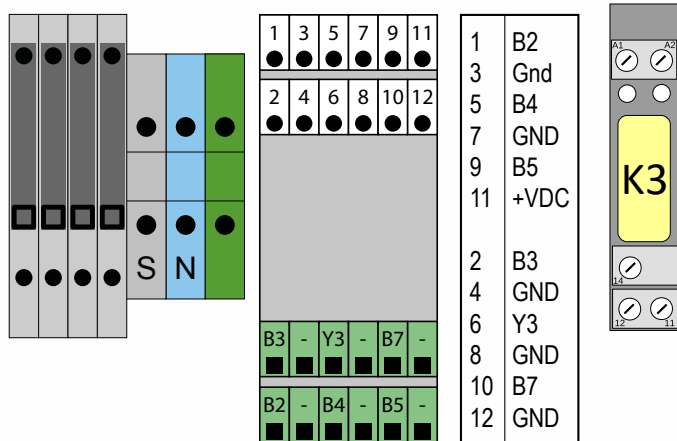 S N
1 3 5 7 9 11
2 4 6 8 10 12
B3 - Y3 - B7 -
B2 - B4 - B5 -
1 B2
3 Gnd
5 B4
7 GND
9 B5
11 +VDC
2 B3
4 GND
6 Y3
8 GND
10 B7
12 GND
A1 A2
K3
14
12 11